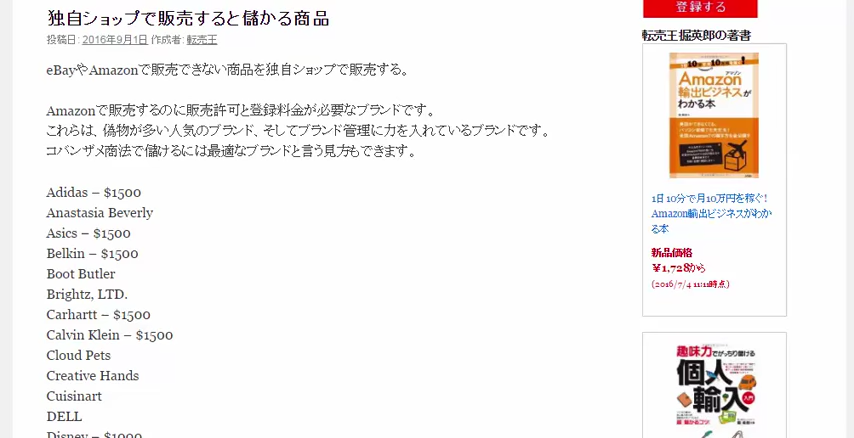 独自ショップで販売すると儲かる商品
投稿日: 2016年9月1日 作成者: 転売王
eBayやAmazonで販売できない商品を独自ショップで販売する。
Amazonで販売するのに販売許可と登録料金が必要なブランドです。
これらは、偽物が多い人気のブランド、そしてブランド管理に力を入れているブランドです。
コバンザメ商法で儲けるには最適なブランドと言う見方もできます。
Adidas – $1500
Anastasia Beverly
Asics – $1500
Belkin – $1500
Boot Butler
Brightz, LTD.
Carhartt – $1500
Calvin Klein – $1500
Cloud Pets
Creative Hands
Cuisinart
DELL
Disney – $1000
登録する
転売王掘英郎の著書
Amazon
アマゾン
輸出ビジネスが
わかる本
1日10分で月10万円を稼ぐ!
Amazon輸出ビジネスがわか
る本
新品価格
￥1,728から
(2016/7/4 11:11時点)
趣味力でがっちり儲ける
個人
輸入
入門